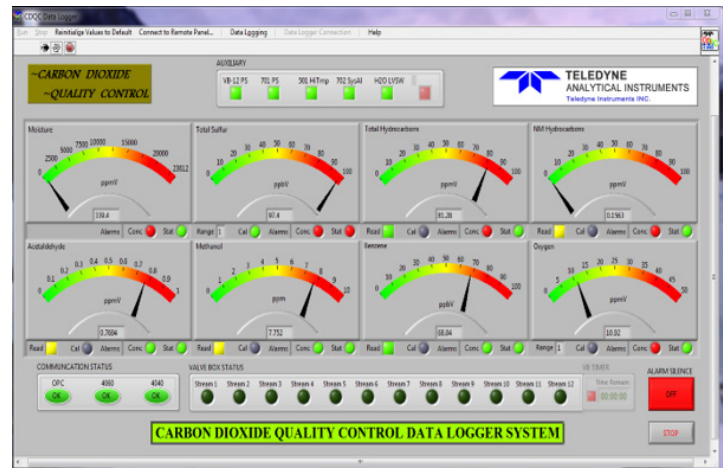 CDQC Data Logger
Run Stop Reinitialize Values to Default Connect to Remote Panel... Data Logging Data Logger Connection Help
~CARBON DIOXIDE
~QUALITY CONTROL
AUXILIARY
VB-12 PS 701 PS 501 HiTmp 702 SysAl H2O LVSW
TELEDYNE
ANALYTICAL INSTRUMENTS
Teledyne Instruments INC.
Moisture
0 2500 5000 7500 10000 15000 20000 23012
ppmV
339.4
Alarms Conc Stat
Total Sulfur
0 10 20 30 40 50 60 70 80 90 100
ppbV
97.4
Range 1 Cal Alarms Conc Stat
Total Hydrocarbons
0 10 20 30 40 50 60 70 80 90 100
ppmV
81.28
Read Cal Alarms Conc Stat
NM Hydrocarbons
0 10 20 30 40 50 60 70 80 90 100
ppmV
0.1563
Read Cal Alarms Conc Stat
Acetaldehyde
0 0.1 0.2 0.3 0.4 0.5 0.6 0.7 0.8 0.9 1
ppmV
0.7684
Read Cal Alarms Conc Stat
Methanol
0 1 2 3 4 5 6 7 8 9 10
ppm
7.752
Read Cal Alarms Conc Stat
Benzene
0 10 20 30 40 50 60 70 80 90 100
ppbV
68.04
Read Cal Alarms Conc Stat
Oxygen
0 5 10 15 20 25 30 35 40 45 50
ppmV
10.92
Range 1 Cal Alarms Conc Stat
COMMUNCATION STATUS
OPC 4060 4040
OK OK OK
VALVE BOX STATUS
Stream 1 Stream 2 Stream 3 Stream 4 Stream 5 Stream 6 Stream 7 Stream 8 Stream 9 Stream 10 Stream 11 Stream 12
VB TIMER
Time Remain
00:00:00
ALARM SILENCE
OFF
CARBON DIOXIDE QUALITY CONTROL DATA LOGGER SYSTEM
STOP